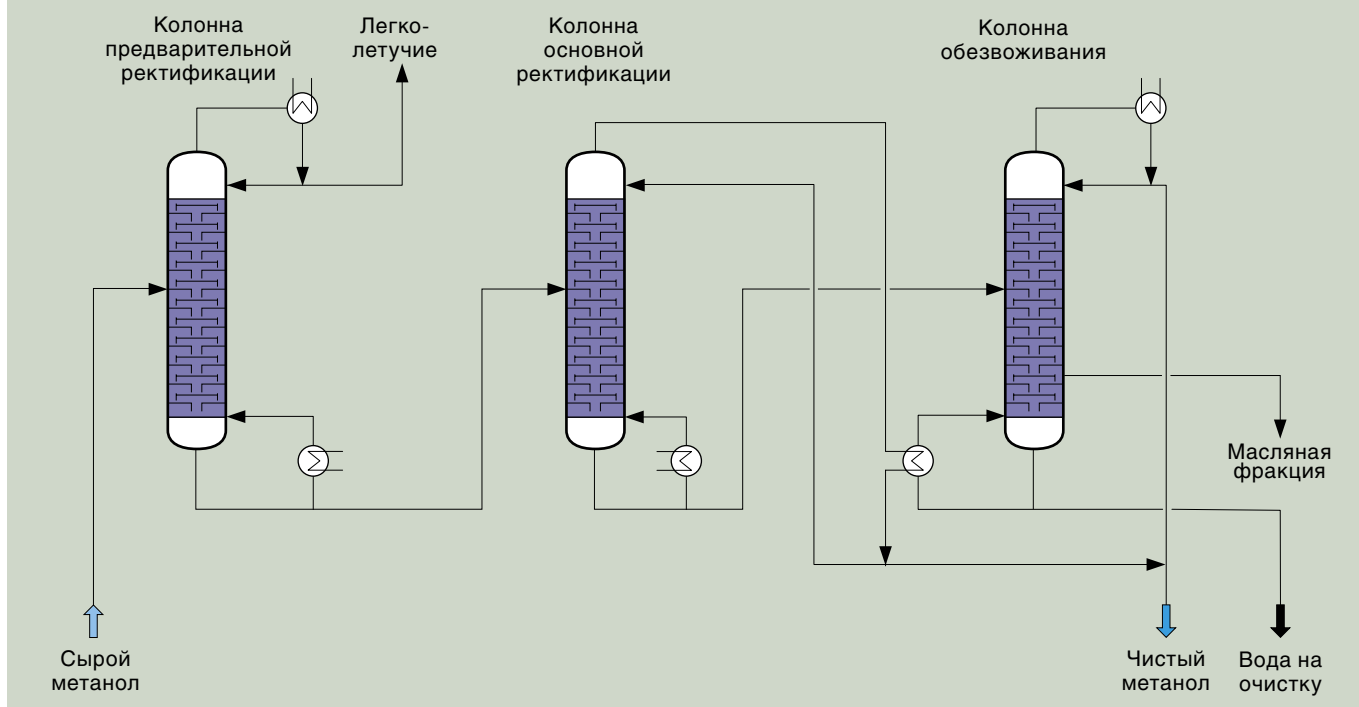 Колонна
предварительной
ректификации
Легко-
летучие
Колонна
основной
ректификации
Колонна
обезвоживания
Масляная
фракция
Сырой
метанол
Чистый
метанол
Вода на
очистку